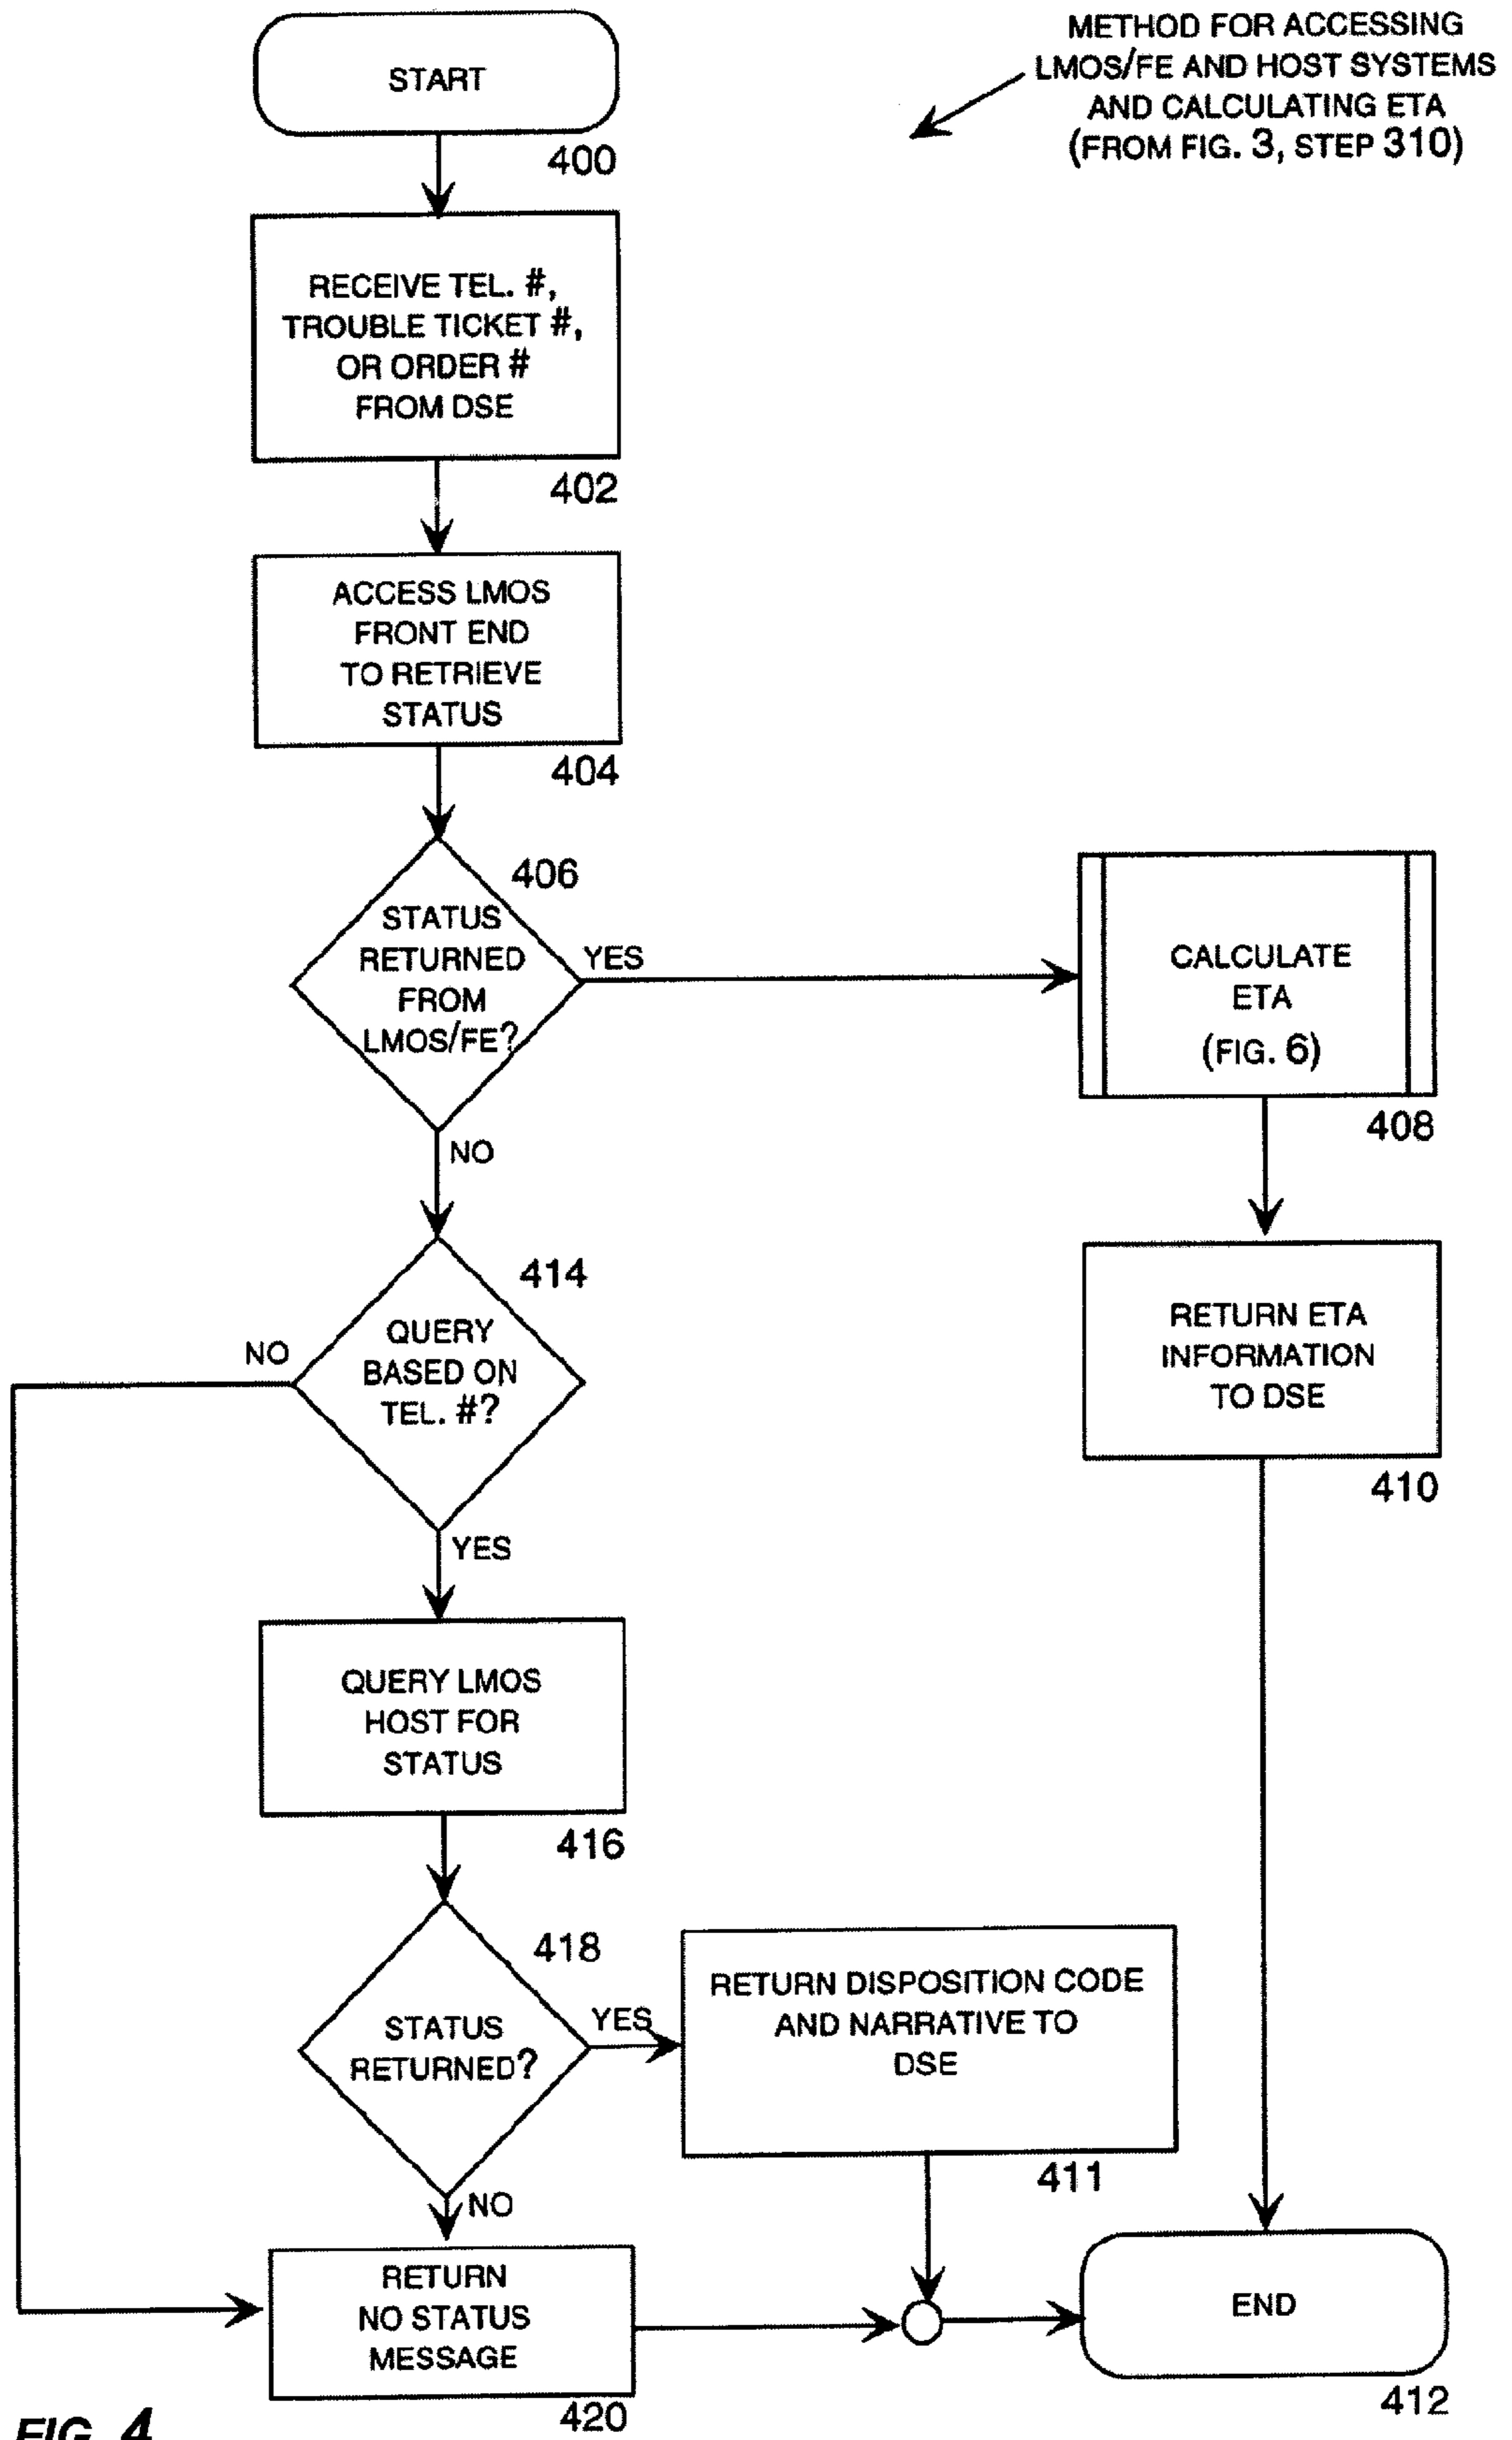 START
400
METHOD FOR ACCESSING
LMOS/FE AND HOST SYSTEMS
AND CALCULATING ETA
(FROM FIG. 3, STEP 310)
RECEIVE TEL. #,
TROUBLE TICKET #,
OR ORDER #
FROM DSE
402
ACCESS LMOS
FRONT END
TO RETRIEVE
STATUS
404
406
STATUS
RETURNED
FROM
LMOS/FE?
YES
NO
CALCULATE
ETA
(FIG. 6)
408
414
QUERY
BASED ON
TEL. #?
NO
YES
RETURN ETA
INFORMATION
TO DSE
410
QUERY LMOS
HOST FOR
STATUS
416
418
STATUS
RETURNED?
YES
NO
RETURN DISPOSITION CODE
AND NARRATIVE TO
DSE
411
RETURN
NO STATUS
MESSAGE
420
END
412
FIG. 4